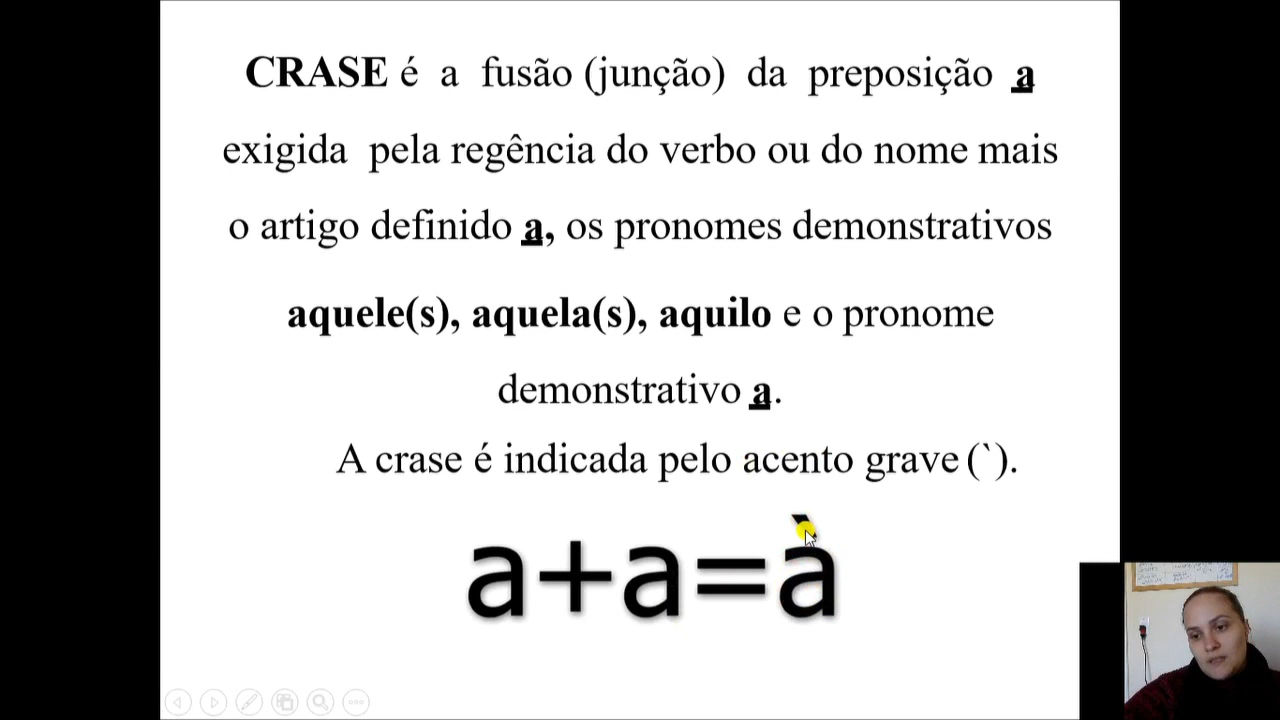 CRASE é a fusão (junção) da preposição a
exigida pela regência do verbo ou do nome mais
o artigo definido a, os pronomes demonstrativos
aquele(s), aquela(s), aquilo e o pronome
demonstrativo a.
A crase é indicada pelo acento grave (`).
a+a=à